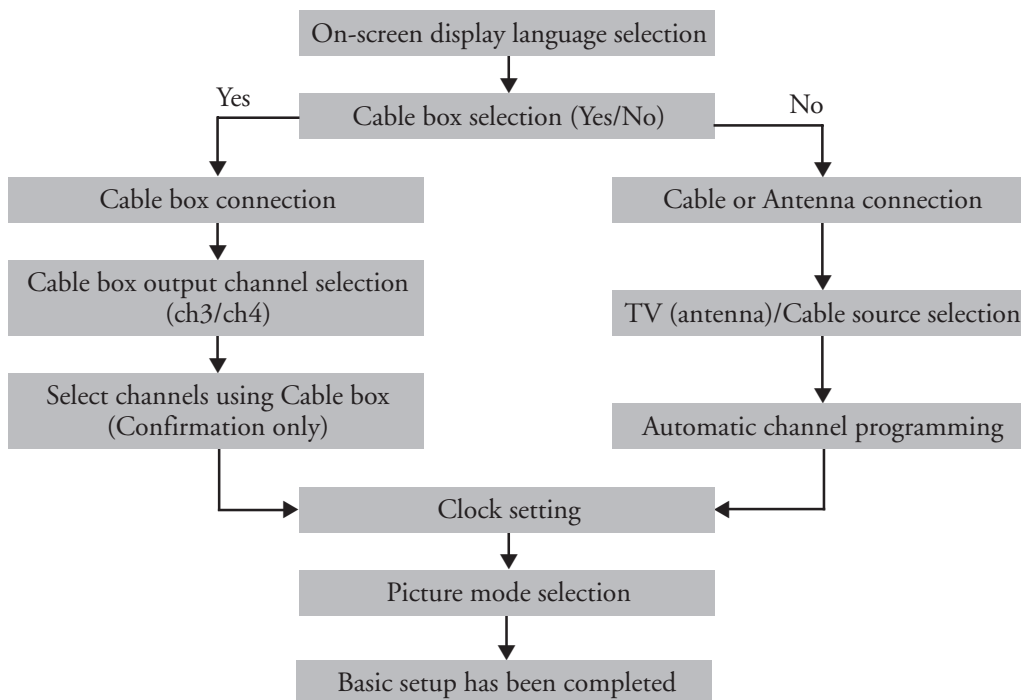 On-screen display language selection
Cable box selection (Yes/No)
Yes
No
Cable box connection
Cable box output channel selection
(ch3/ch4)
Select channels using Cable box
(Confirmation only)
Cable or Antenna connection
TV (antenna)/Cable source selection
Automatic channel programming
Clock setting
Picture mode selection
Basic setup has been completed